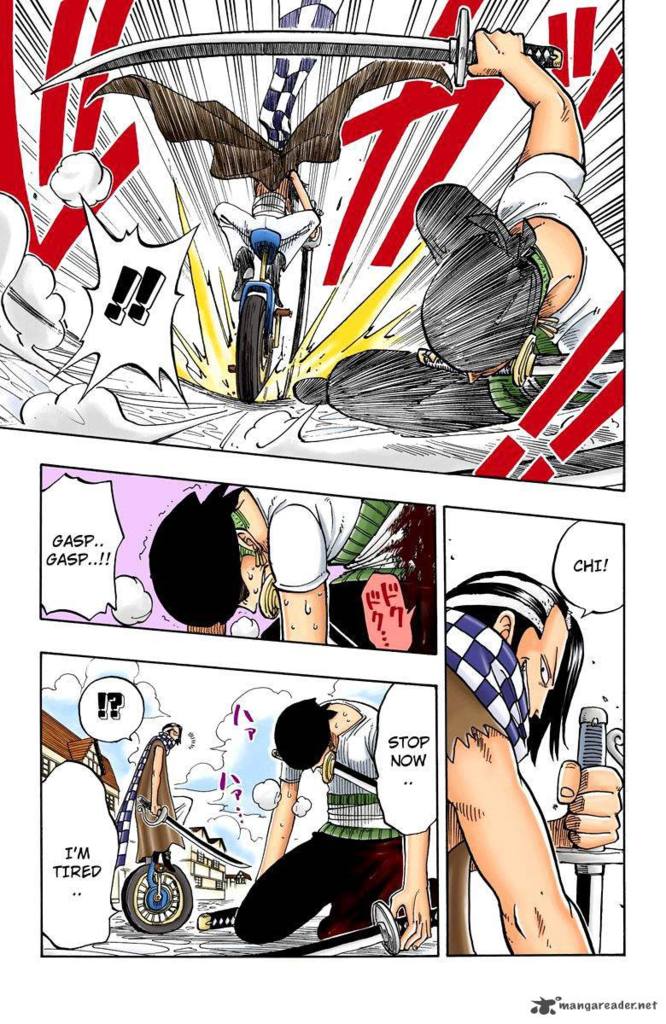 !!
GASP..
GASP..!!
ドク
ドク...
CHI!
!?
ハァ
ハァ...
STOP
NOW
..
I'M
TIRED
..
mangareader.net